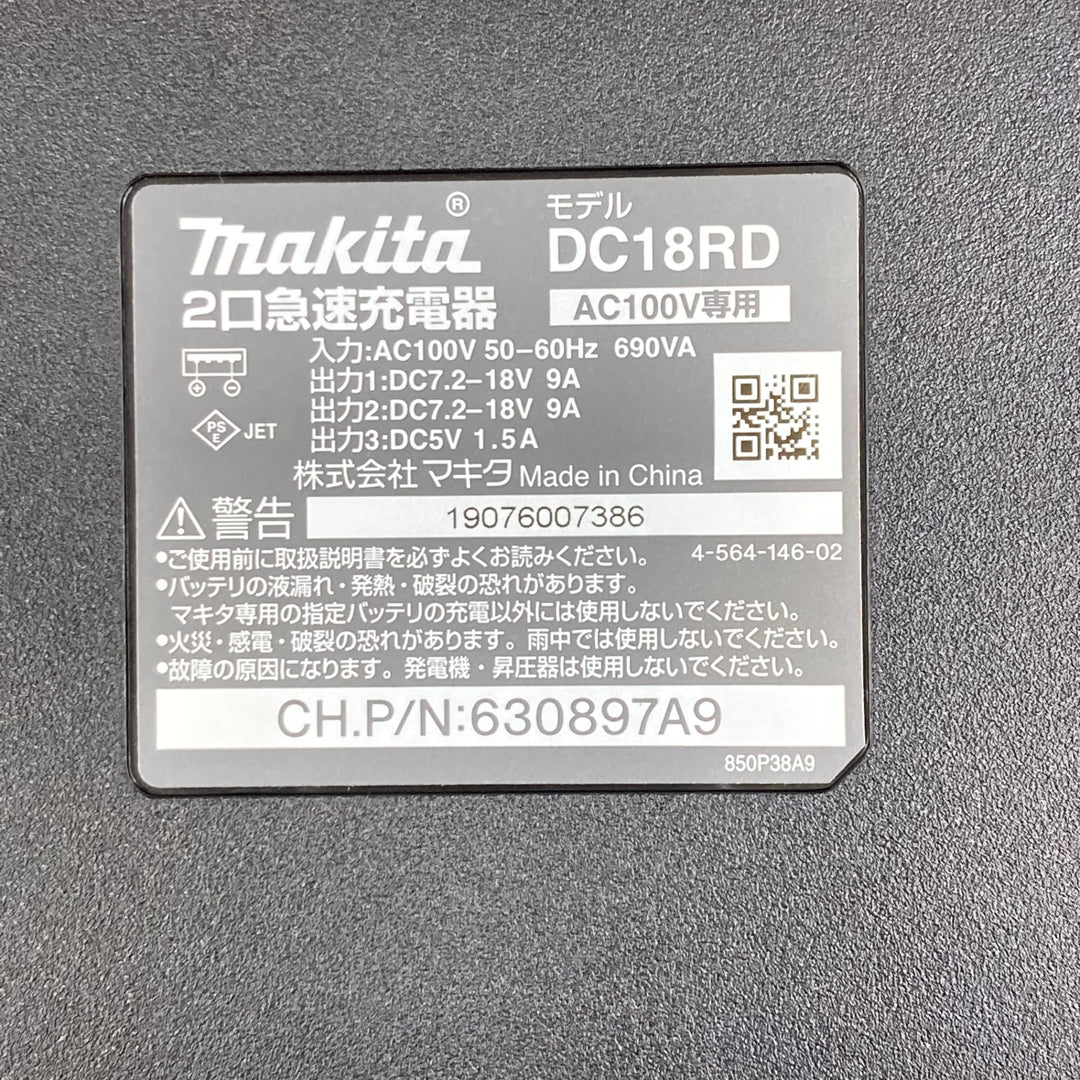 makita®
モデル
DC18RD
2口急速充電器
AC100V専用
入力:AC100V 50-60Hz 690VA
出力1:DC7.2-18V 9A
出力2:DC7.2-18V 9A
出力3:DC5V 1.5A
PS
E
JET
株式会社 マキタ Made in China
警告
19076007386
•ご使用前に取扱説明書を必ずよくお読みください。
4-564-146-02
•バッテリの液漏れ・発熱・破裂の恐れがあります。
マキタ専用の指定バッテリの充電以外には使用しないでください。
•火災・感電・破裂の恐れがあります。雨中では使用しないでください。
•故障の原因になります。発電機・昇圧器は使用しないでください。
CH.P/N:630897A9
850P38A9